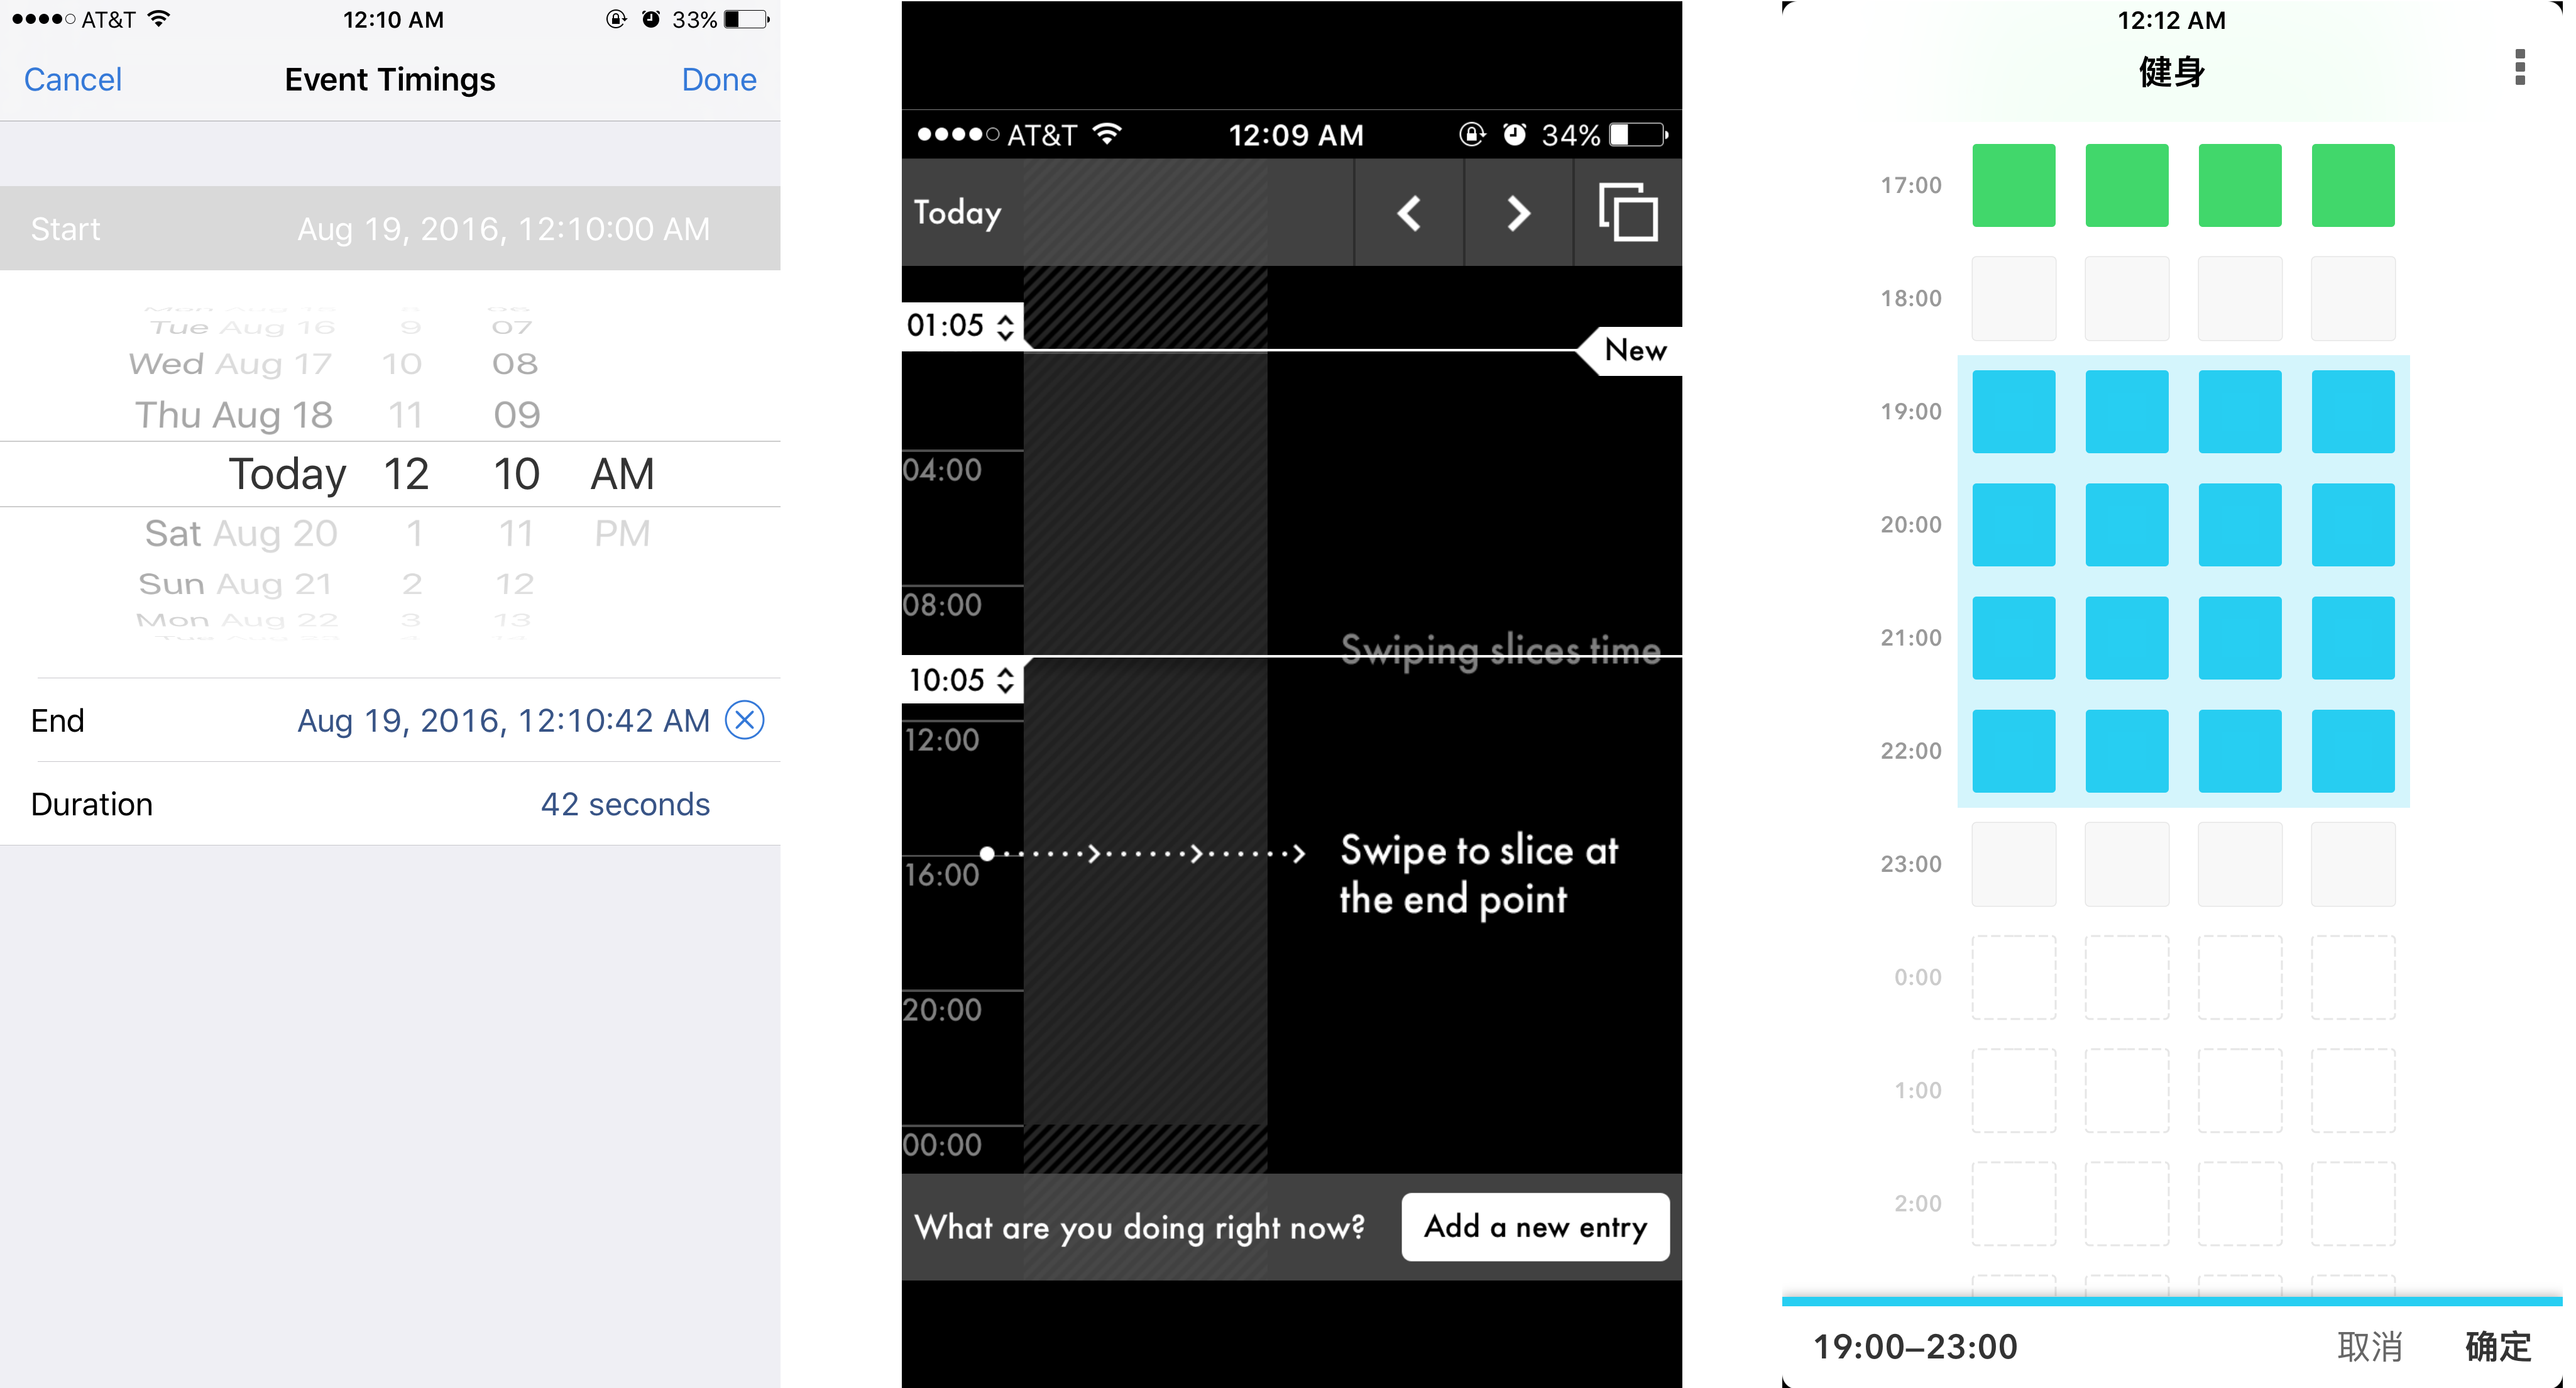 AT&T 12:10 AM 33%
Cancel Event Timings Done
Start Aug 19, 2016, 12:10:00 AM
Tue Aug 16 9 07
Wed Aug 17 10 08
Thu Aug 18 11 09
Today 12 10 AM
Sat Aug 20 1 11 PM
Sun Aug 21 2 12
Mon Aug 22 3 13
End Aug 19, 2016, 12:10:42 AM
Duration 42 seconds
AT&T 12:09 AM 34%
Today
01:05
New
04:00
08:00
Swiping slices time
10:05
12:00
Swipe to slice at
the end point
16:00
20:00
00:00
What are you doing right now? Add a new entry
12:12 AM
健身
17:00
18:00
19:00
20:00
21:00
22:00
23:00
0:00
1:00
2:00
19:00–23:00 取消 确定